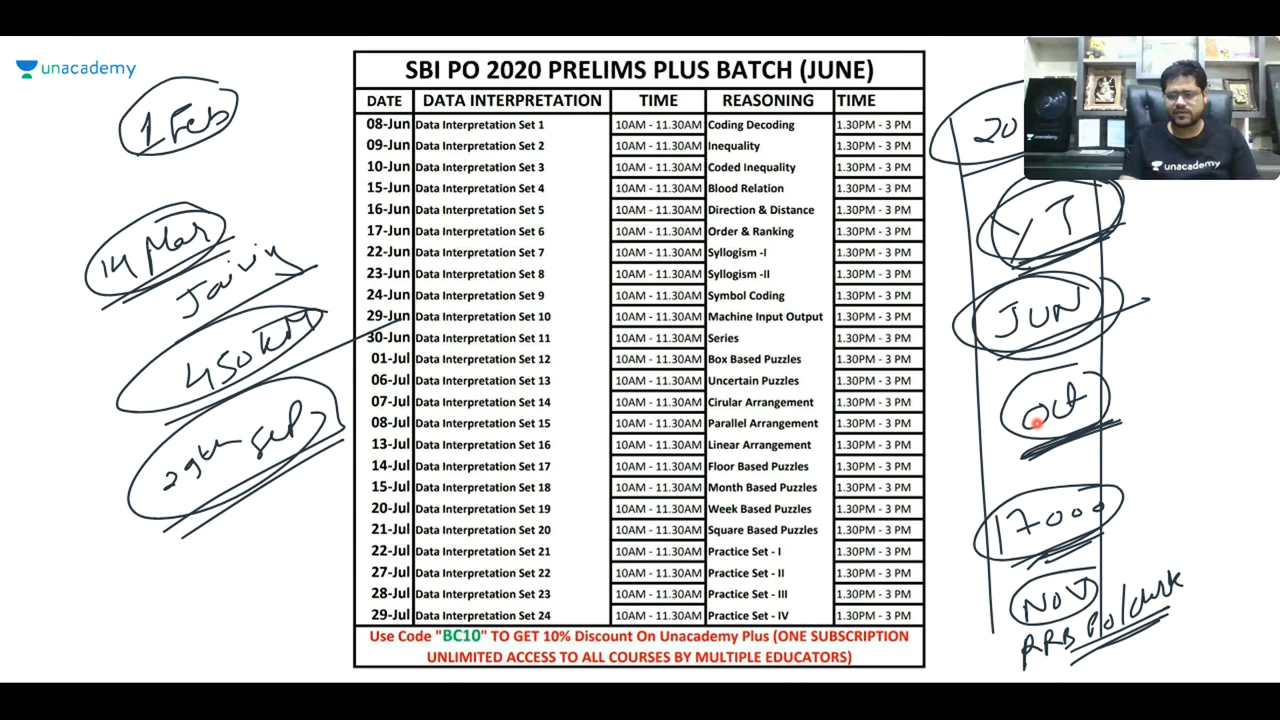 unacademy
SBI PO 2020 PRELIMS PLUS BATCH (JUNE)
DATE DATA INTERPRETATION TIME REASONING TIME
08-Jun Data Interpretation Set 1 10AM - 11.30AM Coding Decoding 1.30PM - 3 PM
09-Jun Data Interpretation Set 2 10AM - 11.30AM Inequality 1.30PM - 3 PM
10-Jun Data Interpretation Set 3 10AM - 11.30AM Coded Inequality 1.30PM - 3 PM
15-Jun Data Interpretation Set 4 10AM - 11.30AM Blood Relation 1.30PM - 3 PM
16-Jun Data Interpretation Set 5 10AM - 11.30AM Direction & Distance 1.30PM - 3 PM
17-Jun Data Interpretation Set 6 10AM - 11.30AM Order & Ranking 1.30PM - 3 PM
22-Jun Data Interpretation Set 7 10AM - 11.30AM Syllogism -I 1.30PM - 3 PM
23-Jun Data Interpretation Set 8 10AM - 11.30AM Syllogism -II 1.30PM - 3 PM
24-Jun Data Interpretation Set 9 10AM - 11.30AM Symbol Coding 1.30PM - 3 PM
29-Jun Data Interpretation Set 10 10AM - 11.30AM Machine Input Output 1.30PM - 3 PM
30-Jun Data Interpretation Set 11 10AM - 11.30AM Series 1.30PM - 3 PM
01-Jul Data Interpretation Set 12 10AM - 11.30AM Box Based Puzzles 1.30PM - 3 PM
06-Jul Data Interpretation Set 13 10AM - 11.30AM Uncertain Puzzles 1.30PM - 3 PM
07-Jul Data Interpretation Set 14 10AM - 11.30AM Cirular Arrangement 1.30PM - 3 PM
08-Jul Data Interpretation Set 15 10AM - 11.30AM Parallel Arrangement 1.30PM - 3 PM
13-Jul Data Interpretation Set 16 10AM - 11.30AM Linear Arrangement 1.30PM - 3 PM
14-Jul Data Interpretation Set 17 10AM - 11.30AM Floor Based Puzzles 1.30PM - 3 PM
15-Jul Data Interpretation Set 18 10AM - 11.30AM Month Based Puzzles 1.30PM - 3 PM
20-Jul Data Interpretation Set 19 10AM - 11.30AM Week Based Puzzles 1.30PM - 3 PM
21-Jul Data Interpretation Set 20 10AM - 11.30AM Square Based Puzzles 1.30PM - 3 PM
22-Jul Data Interpretation Set 21 10AM - 11.30AM Practice Set - I 1.30PM - 3 PM
27-Jul Data Interpretation Set 22 10AM - 11.30AM Practice Set - II 1.30PM - 3 PM
28-Jul Data Interpretation Set 23 10AM - 11.30AM Practice Set - III 1.30PM - 3 PM
29-Jul Data Interpretation Set 24 10AM - 11.30AM Practice Set - IV 1.30PM - 3 PM
Use Code "BC10" TO GET 10% Discount On Unacademy Plus (ONE SUBSCRIPTION
UNLIMITED ACCESS TO ALL COURSES BY MULTIPLE EDUCATORS)
1 Feb
14 Mar
450KM
29th Sep
20
YT
JUN
Oct
17000
NOV
RRB PO/Clerk
unacademy